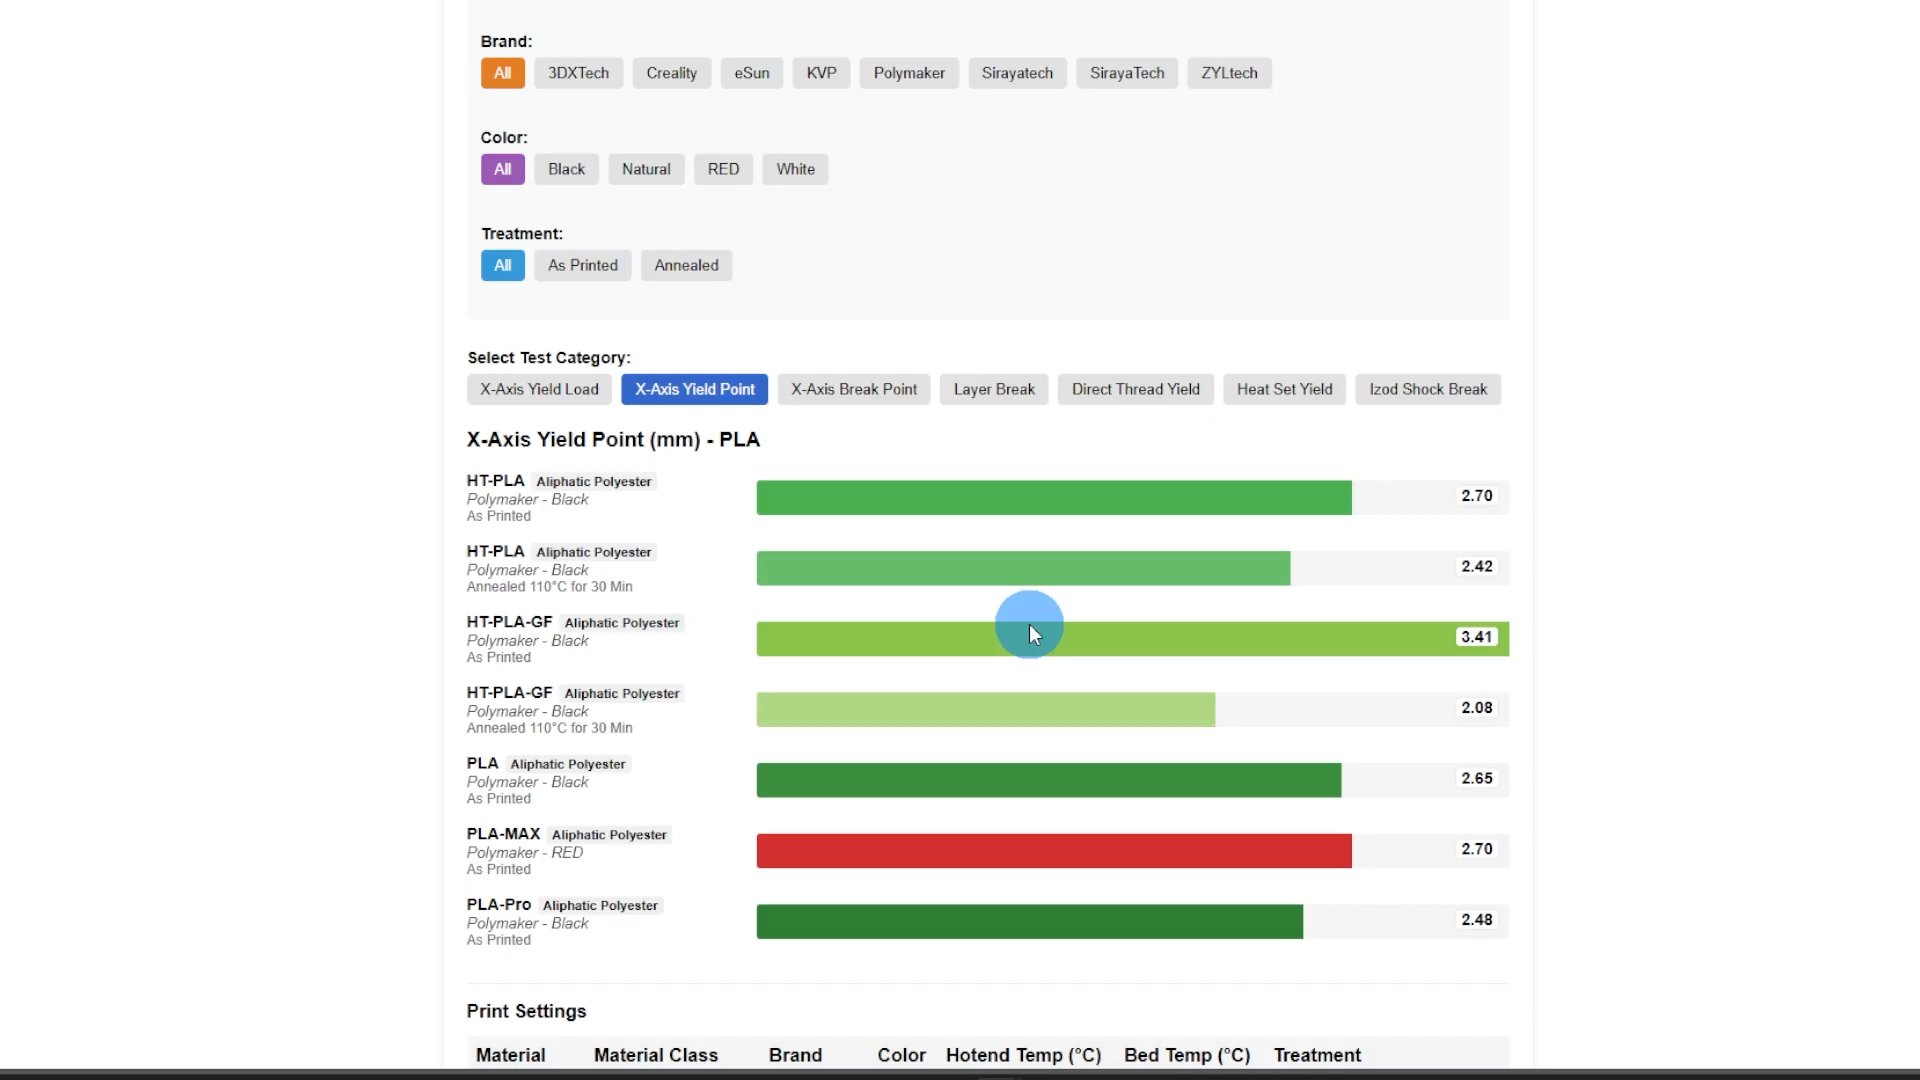 Brand:
All 3DXTech Creality eSun KVP Polymaker Sirayatech SirayaTech ZYLtech
Color:
All Black Natural RED White
Treatment:
All As Printed Annealed
Select Test Category:
X-Axis Yield Load X-Axis Yield Point X-Axis Break Point Layer Break Direct Thread Yield Heat Set Yield Izod Shock Break
X-Axis Yield Point (mm) - PLA
HT-PLA Aliphatic Polyester
Polymaker - Black
As Printed
2.70
HT-PLA Aliphatic Polyester
Polymaker - Black
Annealed 110°C for 30 Min
2.42
HT-PLA-GF Aliphatic Polyester
Polymaker - Black
As Printed
3.41
HT-PLA-GF Aliphatic Polyester
Polymaker - Black
Annealed 110°C for 30 Min
2.08
PLA Aliphatic Polyester
Polymaker - Black
As Printed
2.65
PLA-MAX Aliphatic Polyester
Polymaker - RED
As Printed
2.70
PLA-Pro Aliphatic Polyester
Polymaker - Black
As Printed
2.48
Print Settings
Material Material Class Brand Color Hotend Temp (°C) Bed Temp (°C) Treatment